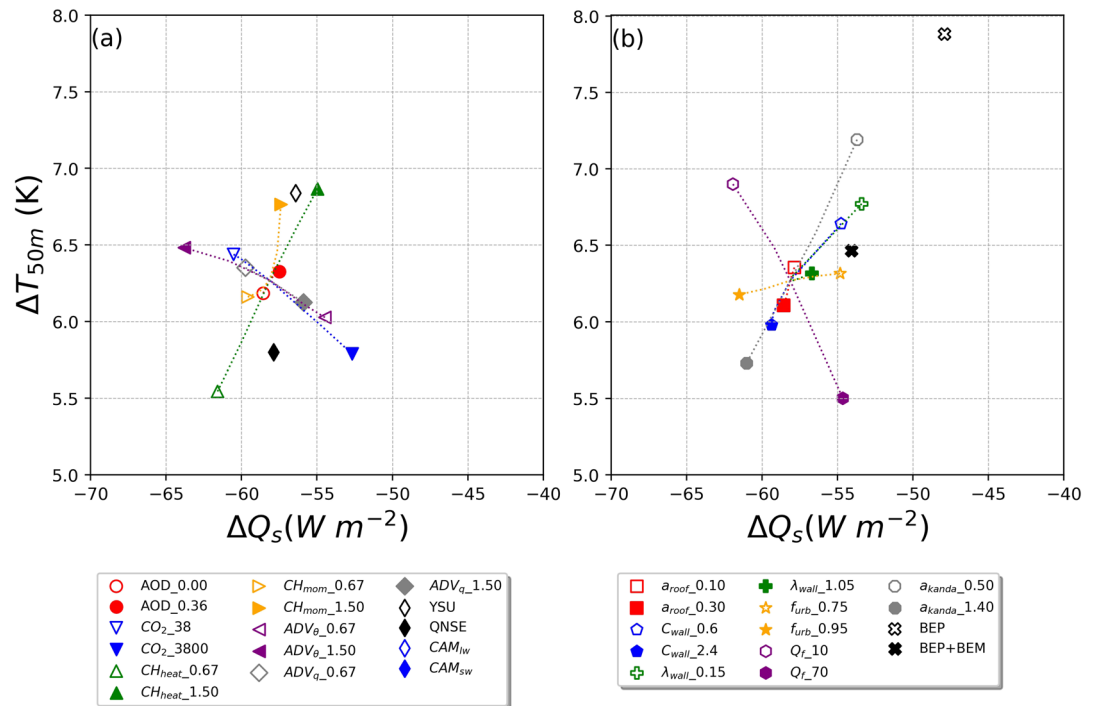 (a)
(b)
8.0
7.5
7.0
6.5
6.0
5.5
5.0
ΔT50m (K)
−70 −65 −60 −55 −50 −45 −40
ΔQs(W m−2)
8.0
7.5
7.0
6.5
6.0
5.5
5.0
−70 −65 −60 −55 −50 −45 −40
ΔQs(W m−2)
AOD_0.00
AOD_0.36
CO2_38
CO2_3800
CHheat_0.67
CHheat_1.50
CHmom_0.67
CHmom_1.50
ADVθ_0.67
ADVθ_1.50
ADVq_0.67
ADVq_1.50
YSU
QNSE
CAMlw
CAMsw
aroof_0.10
aroof_0.30
Cwall_0.6
Cwall_2.4
λwall_0.15
λwall_1.05
furb_0.75
furb_0.95
Qf_10
Qf_70
akanda_0.50
akanda_1.40
BEP
BEP+BEM